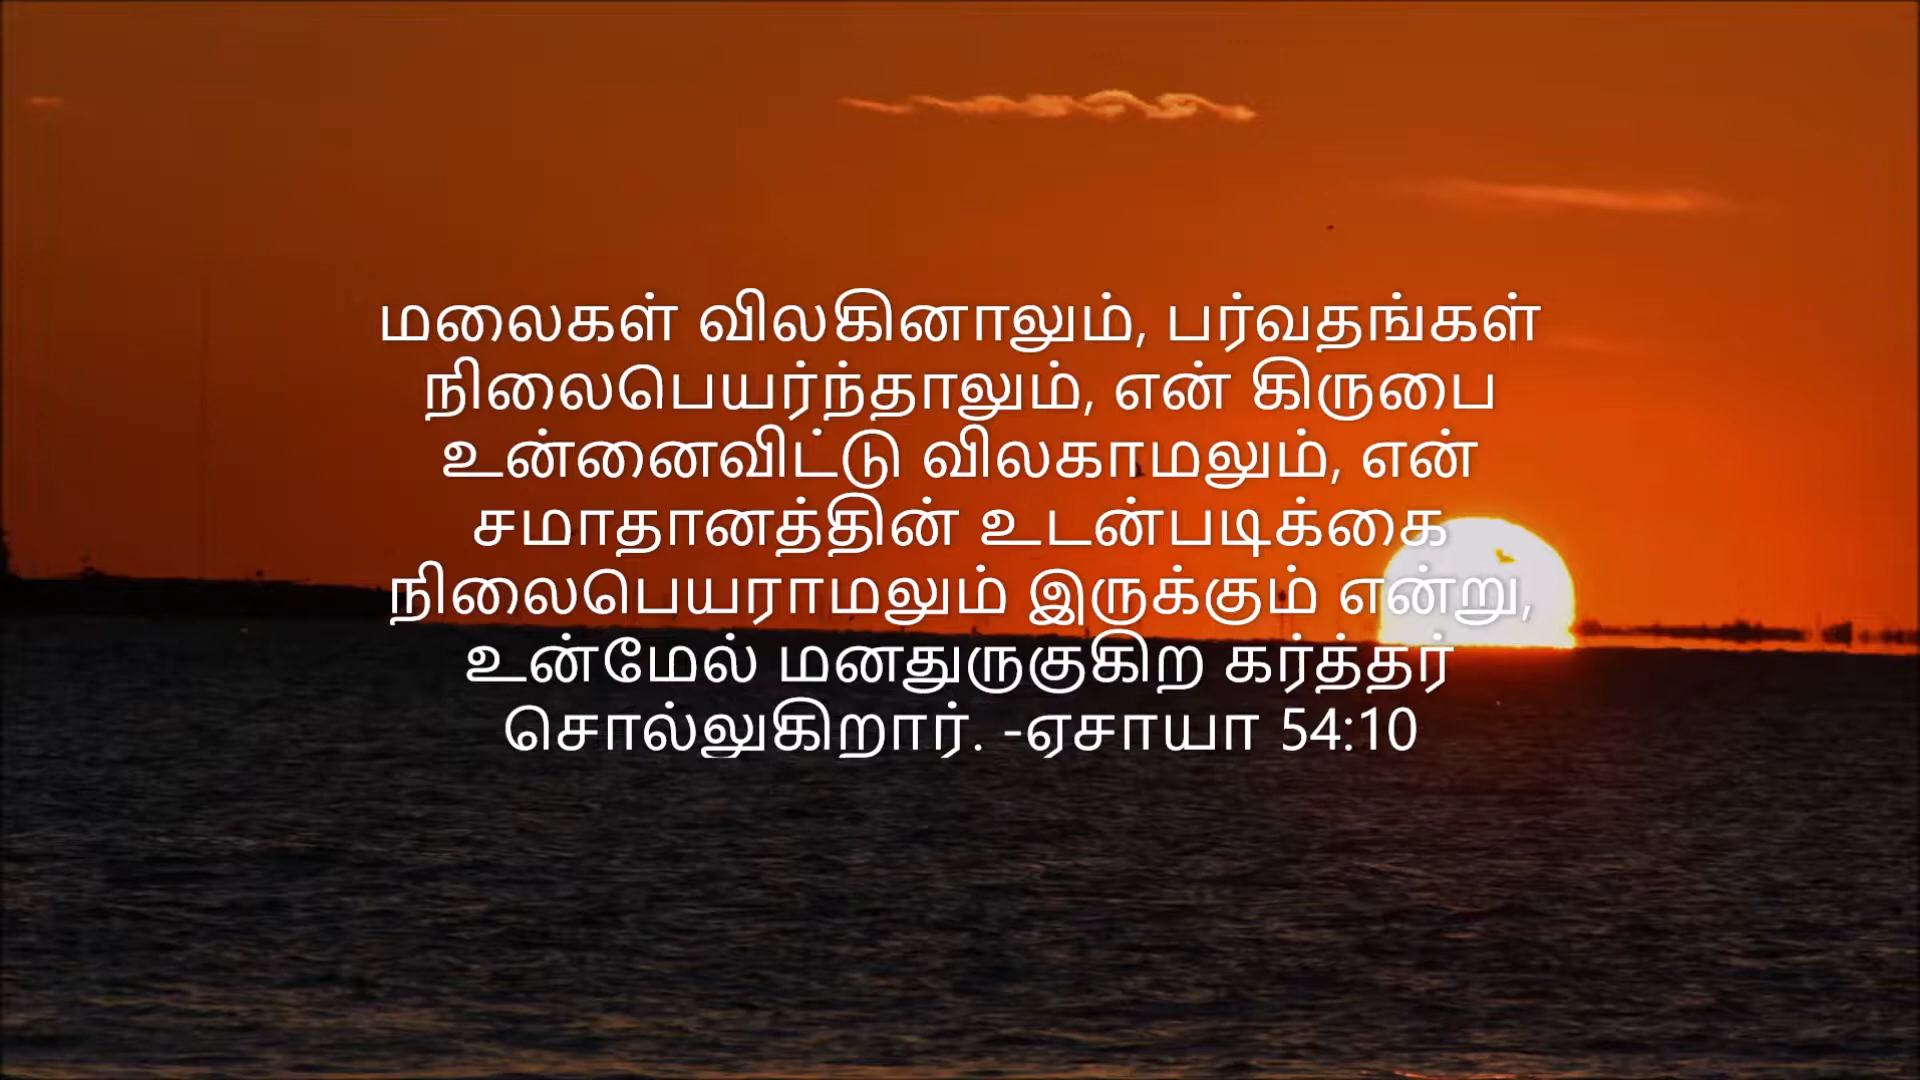 மலைகள் விலகினாலும், பர்வதங்கள்
நிலைபெயர்ந்தாலும், என் கிருபை
உன்னைவிட்டு விலகாமலும், என்
சமாதானத்தின் உடன்படிக்கை
நிலைபெயராமலும் இருக்கும் என்று,
உன்மேல் மனதுருகுகிற கர்த்தர்
சொல்லுகிறார். -ஏசாயா 54:10